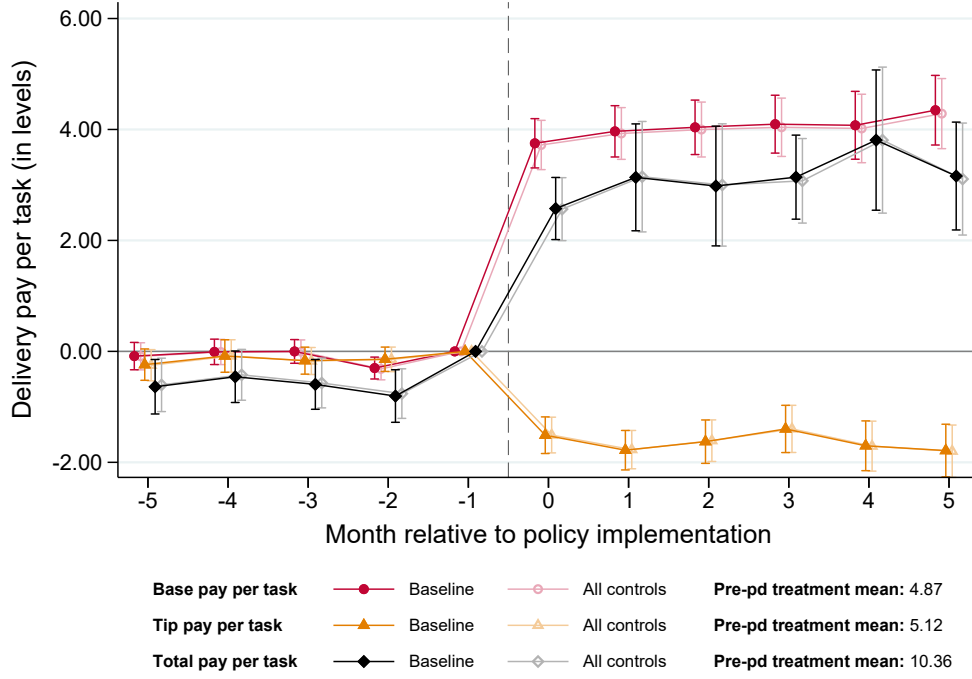 6.00
4.00
2.00
0.00
-2.00
Delivery pay per task (in levels)
-5 -4 -3 -2 -1 0 1 2 3 4 5
Month relative to policy implementation
Base pay per task Baseline All controls Pre-pd treatment mean: 4.87
Tip pay per task Baseline All controls Pre-pd treatment mean: 5.12
Total pay per task Baseline All controls Pre-pd treatment mean: 10.36